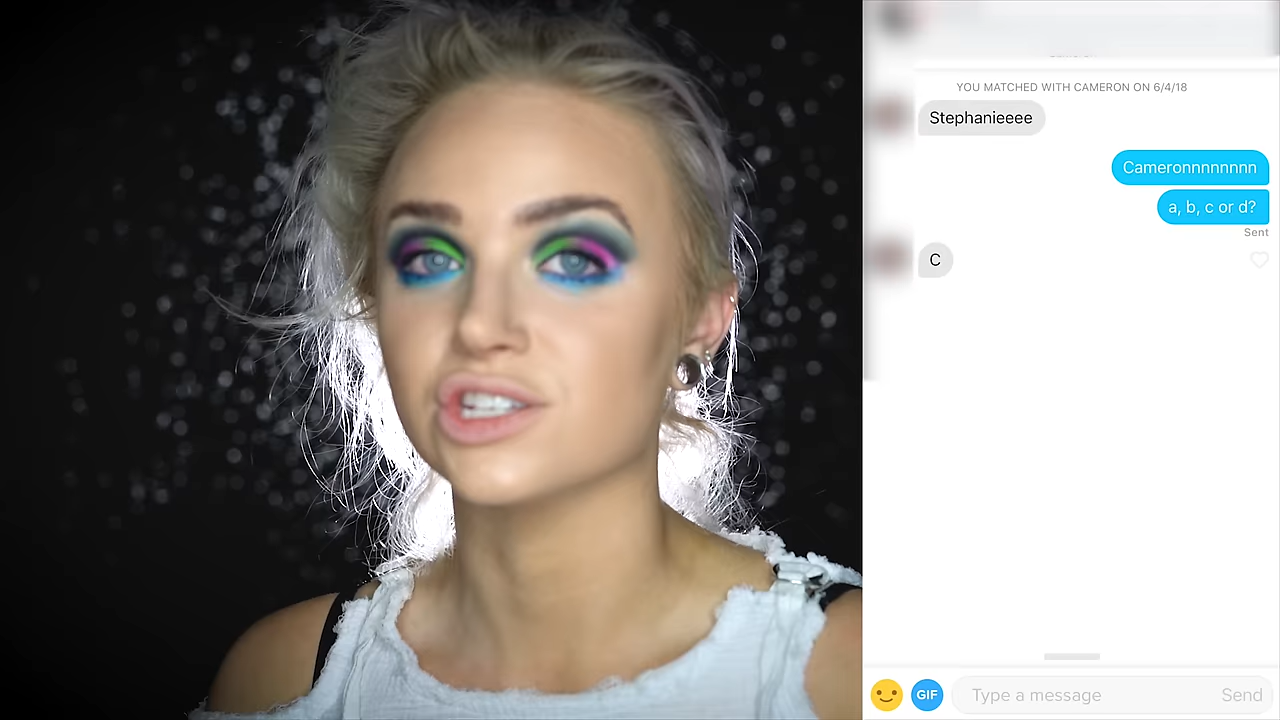 YOU MATCHED WITH CAMERON ON 6/4/18
Stephanieeee
Cameronnnnnnnn
a, b, c or d?
Sent
C
GIF
Type a message
Send